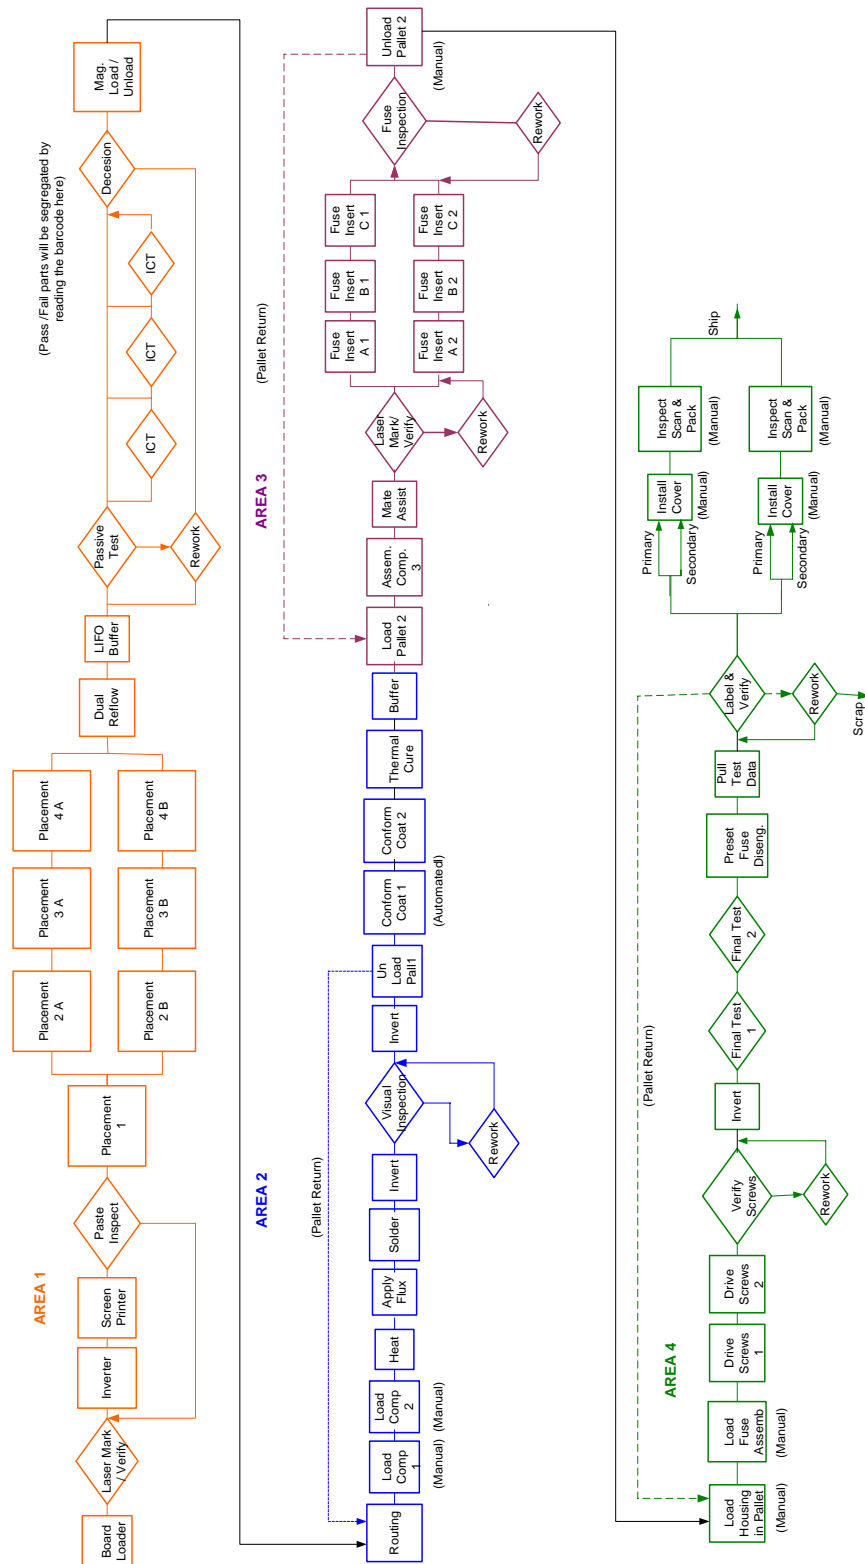 AREA 1
Board
Loader
Laser Mark
/ Verify
Inverter
Screen
Printer
Paste
Inspect
Placement
1
Placement
2 A
Placement
3 A
Placement
4 A
Placement
2 B
Placement
3 B
Placement
4 B
Dual
Reflow
LIFO
Buffer
Passive
Test
Rework
ICT
ICT
ICT
Decesion
(Pass /Fail parts will be segregated by
reading the barcode here)
Mag.
Load /
Unload
AREA 2
(Pallet Return)
Routing
Load
Comp
1
(Manual)
Load
Comp
2
(Manual)
Heat
Apply
Flux
Solder
Invert
Visual
Inspection
Rework
Invert
Un
Load
Pall1
Conform
Coat 1
(Automatedl)
Conform
Coat 2
Thermal
Cure
Buffer
AREA 3
(Pallet Return)
Load
Pallet 2
Assem.
Comp.
3
Mate
Assist
Laser
Mark/
Verify
Rework
Fuse
Insert
A 1
Fuse
Insert
B 1
Fuse
Insert
C 1
Fuse
Insert
A 2
Fuse
Insert
B 2
Fuse
Insert
C 2
Fuse
Inspection
Rework
Unload
Pallet 2
(Manual)
AREA 4
(Pallet Return)
Load
Housing
in Pallet
(Manual)
Load
Fuse
Assemb
(Manual)
Drive
Screws
1
Drive
Screws
2
Verify
Screws
Rework
Invert
Final Test
1
Final Test
2
Preset
Fuse
Diseng.
Pull
Test
Data
Label &
Verify
Rework
Scrap
Primary
Secondary
Install
Cover
(Manual)
Inspect
Scan &
Pack
(Manual)
Primary
Secondary
Install
Cover
(Manual)
Inspect
Scan &
Pack
(Manual)
Ship